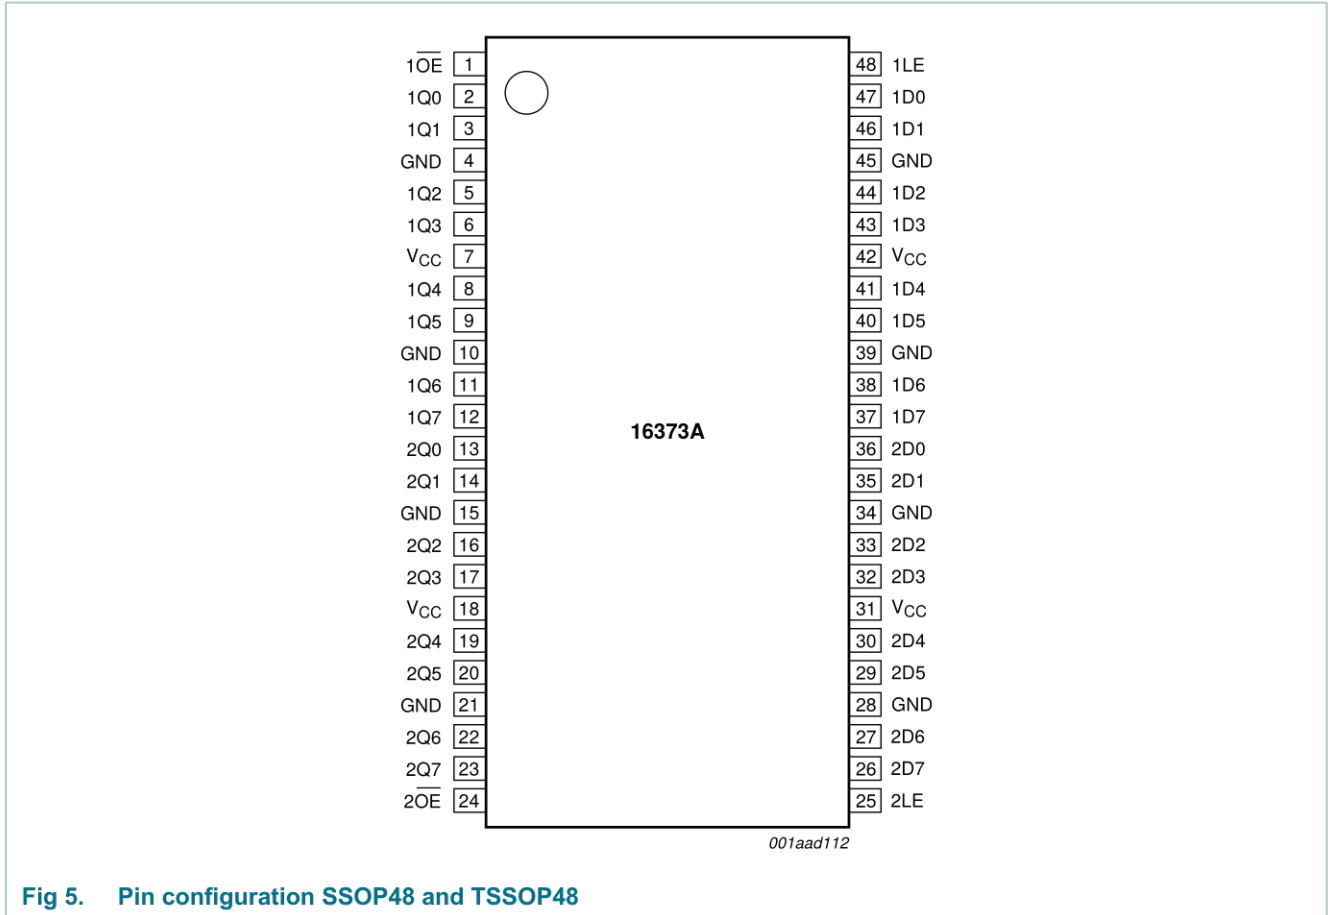 1O̅E̅ 1 48 1LE
1Q0 2 47 1D0
1Q1 3 46 1D1
GND 4 45 GND
1Q2 5 44 1D2
1Q3 6 43 1D3
VCC 7 42 VCC
1Q4 8 41 1D4
1Q5 9 40 1D5
GND 10 39 GND
1Q6 11 38 1D6
1Q7 12 37 1D7
16373A
2Q0 13 36 2D0
2Q1 14 35 2D1
GND 15 34 GND
2Q2 16 33 2D2
2Q3 17 32 2D3
VCC 18 31 VCC
2Q4 19 30 2D4
2Q5 20 29 2D5
GND 21 28 GND
2Q6 22 27 2D6
2Q7 23 26 2D7
2O̅E̅ 24 25 2LE
001aad112
Fig 5. Pin configuration SSOP48 and TSSOP48